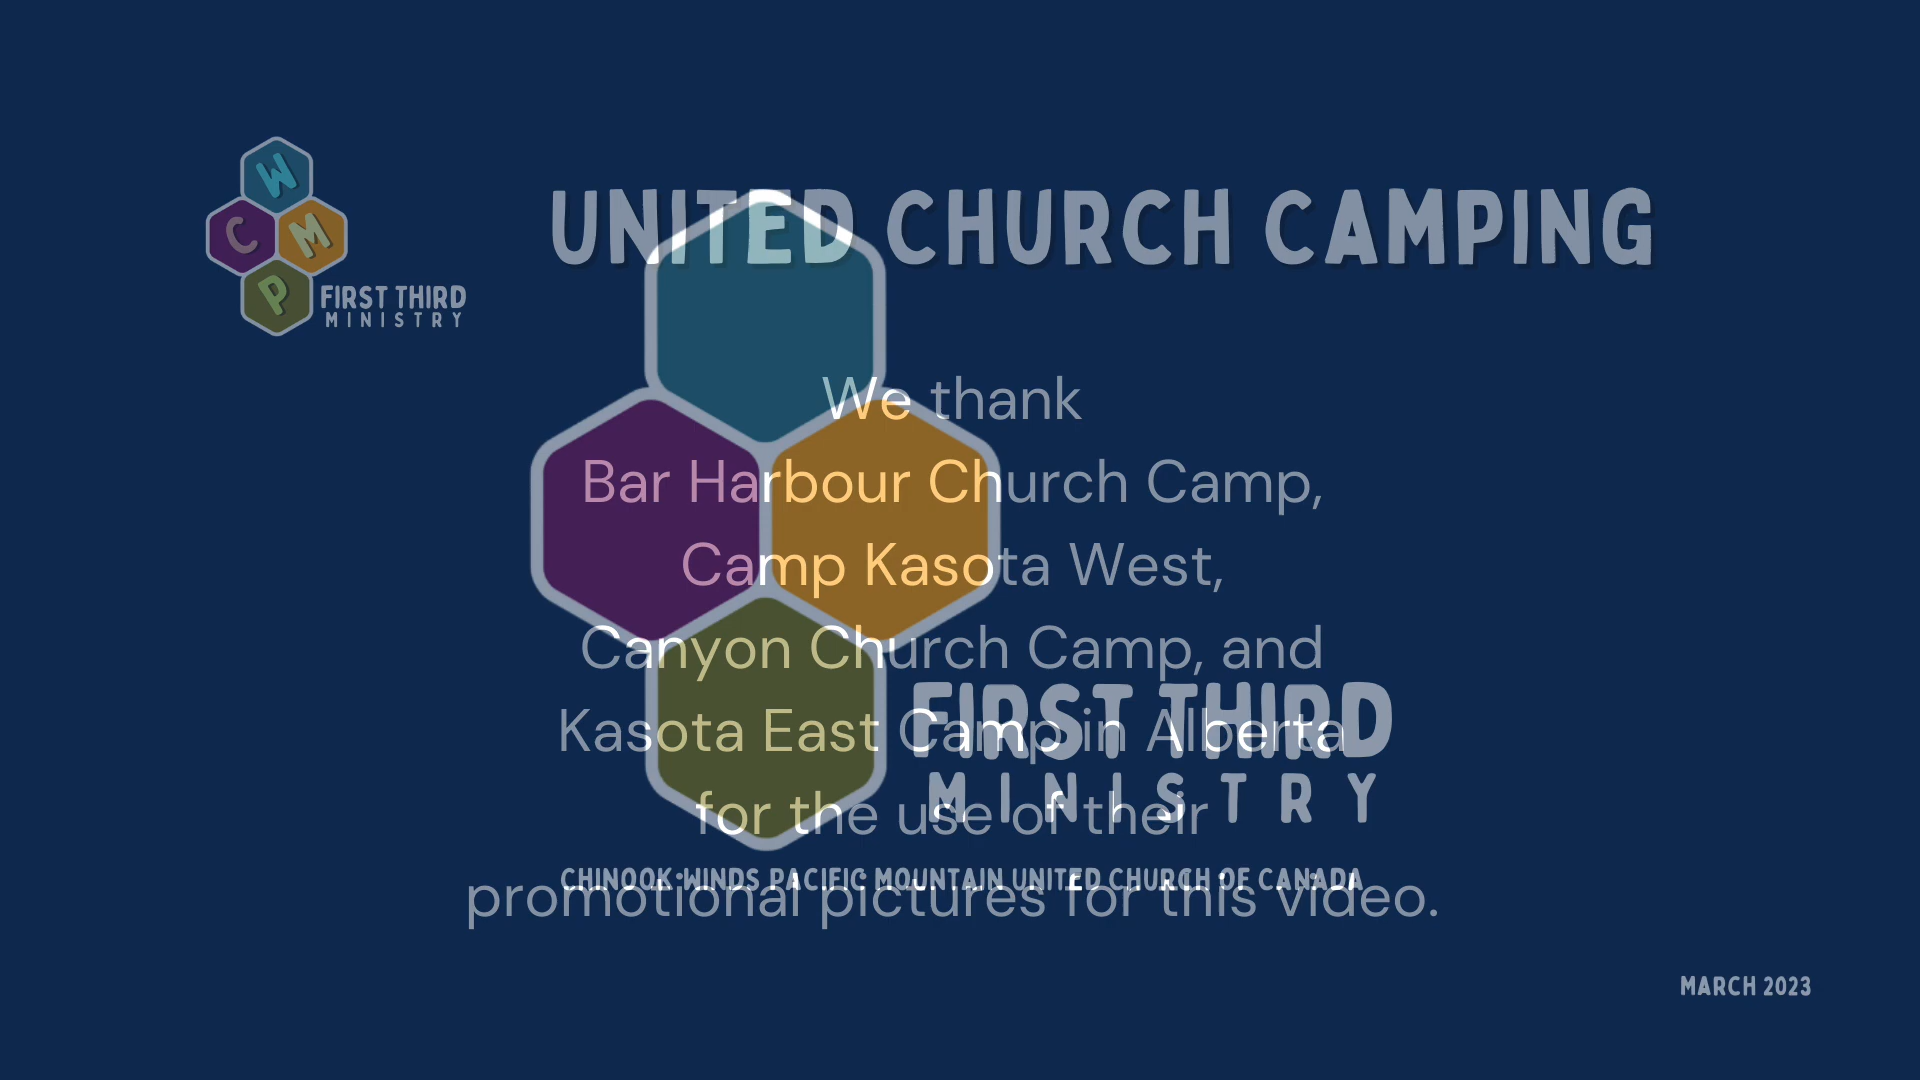 W
C M
P
FIRST THIRD
MINISTRY
UNITED CHURCH CAMPING
We thank
Bar Harbour Church Camp,
Camp Kasota West,
Canyon Church Camp, and
Kasota East Camp in Alberta
for the use of their
promotional pictures for this video.
FIRST THIRD
MINISTRY
CHINOOK WINDS PACIFIC MOUNTAIN UNITED CHURCH OF CANADA
MARCH 2023